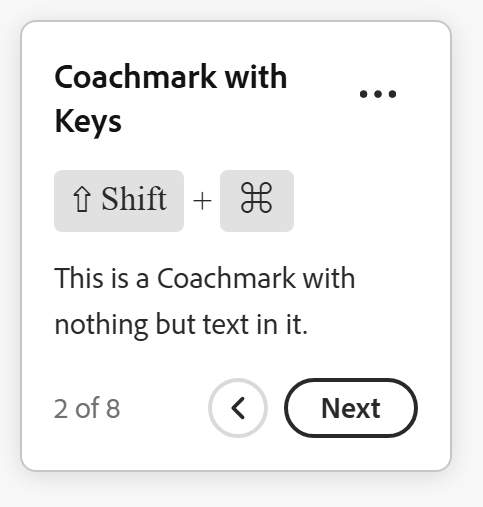 Coachmark with
Keys
⇧ Shift + ⌘
This is a Coachmark with
nothing but text in it.
2 of 8
Next